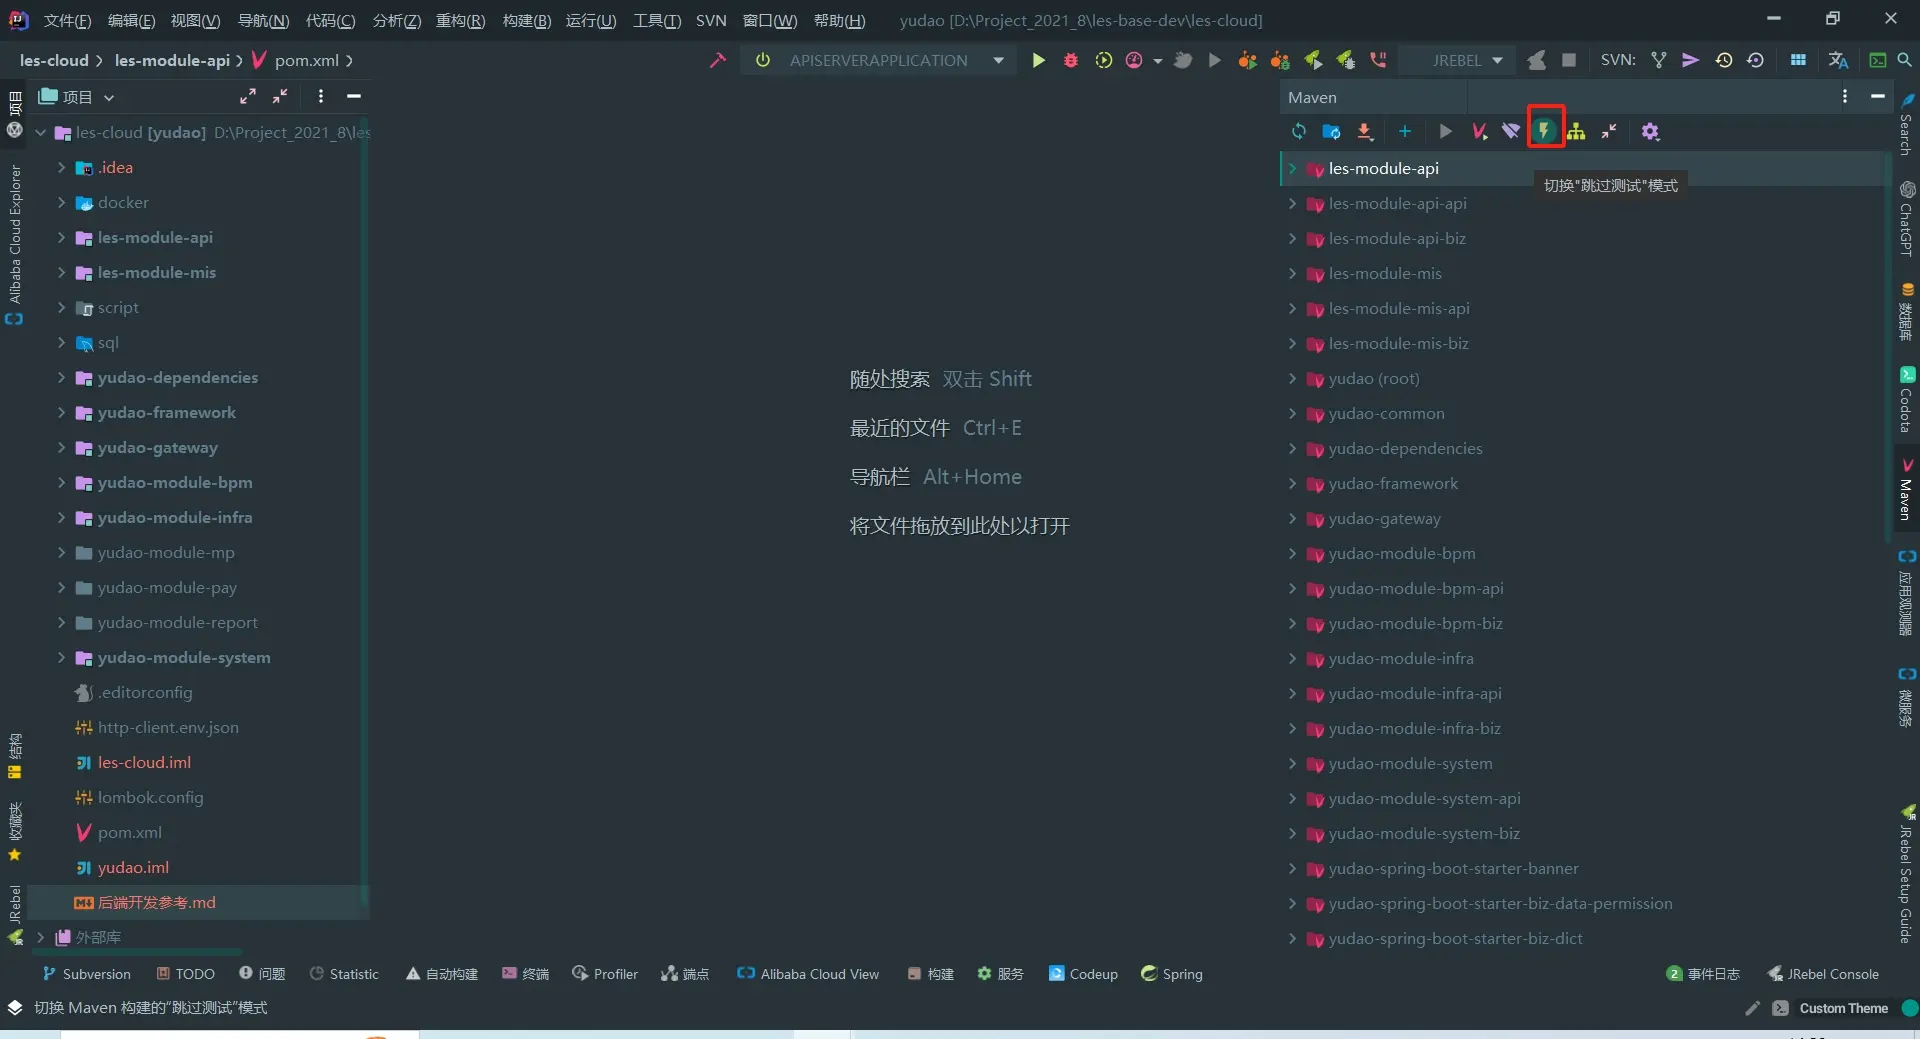 文件(F) 编辑(E) 视图(V) 导航(N) 代码(C) 分析(Z) 重构(R) 构建(B) 运行(U) 工具(T) SVN 窗口(W) 帮助(H) yudao [D:\Project_2021_8\les-base-dev\les-cloud]
les-cloud les-module-api pom.xml APISERVERAPPLICATION JREBEL SVN:
项目
Maven
les-cloud [yudao] D:\Project_2021_8\les
.idea
docker
les-module-api
les-module-mis
script
sql
yudao-dependencies
yudao-framework
yudao-gateway
yudao-module-bpm
yudao-module-infra
yudao-module-mp
yudao-module-pay
yudao-module-report
yudao-module-system
.editorconfig
http-client.env.json
les-cloud.iml
lombok.config
pom.xml
yudao.iml
后端开发参考.md
外部库
项目
Alibaba Cloud Explorer
结构
收藏夹
JRebel
随处搜索 双击 Shift
最近的文件 Ctrl+E
导航栏 Alt+Home
将文件拖放到此处以打开
les-module-api
切换"跳过测试"模式
les-module-api-api
les-module-api-biz
les-module-mis
les-module-mis-api
les-module-mis-biz
yudao (root)
yudao-common
yudao-dependencies
yudao-framework
yudao-gateway
yudao-module-bpm
yudao-module-bpm-api
yudao-module-bpm-biz
yudao-module-infra
yudao-module-infra-api
yudao-module-infra-biz
yudao-module-system
yudao-module-system-api
yudao-module-system-biz
yudao-spring-boot-starter-banner
yudao-spring-boot-starter-biz-data-permission
yudao-spring-boot-starter-biz-dict
Search
ChatGPT
数据库
Codota
Maven
应用观测器
微服务
JRebel Setup Guide
Subversion TODO 问题 Statistic 自动构建 终端 Profiler 端点 Alibaba Cloud View 构建 服务 Codeup Spring 2 事件日志 JRebel Console
切换 Maven 构建的"跳过测试"模式 Custom Theme